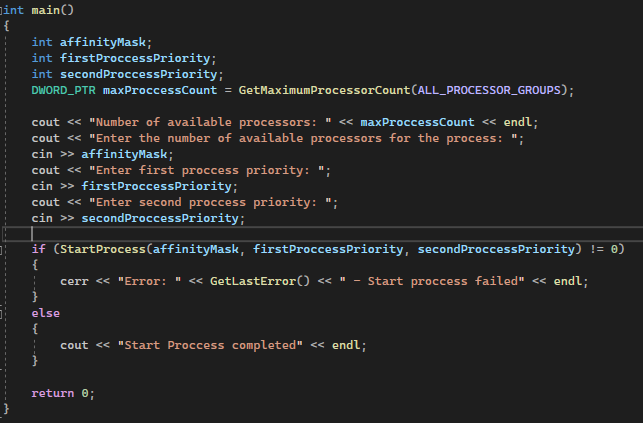 int main()
{
int affinityMask;
int firstProccessPriority;
int secondProccessPriority;
DWORD_PTR maxProccessCount = GetMaximumProcessorCount(ALL_PROCESSOR_GROUPS);
cout << "Number of available processors: " << maxProccessCount << endl;
cout << "Enter the number of available processors for the process: ";
cin >> affinityMask;
cout << "Enter first proccess priority: ";
cin >> firstProccessPriority;
cout << "Enter second process priority: ";
cin >> secondProccessPriority;
if (StartProcess(affinityMask, firstProccessPriority, secondProccessPriority) != 0)
{
cerr << "Error: " << GetLastError() << " - Start proccess failed" << endl;
}
else
{
cout << "Start Proccess completed" << endl;
}
return 0;
}